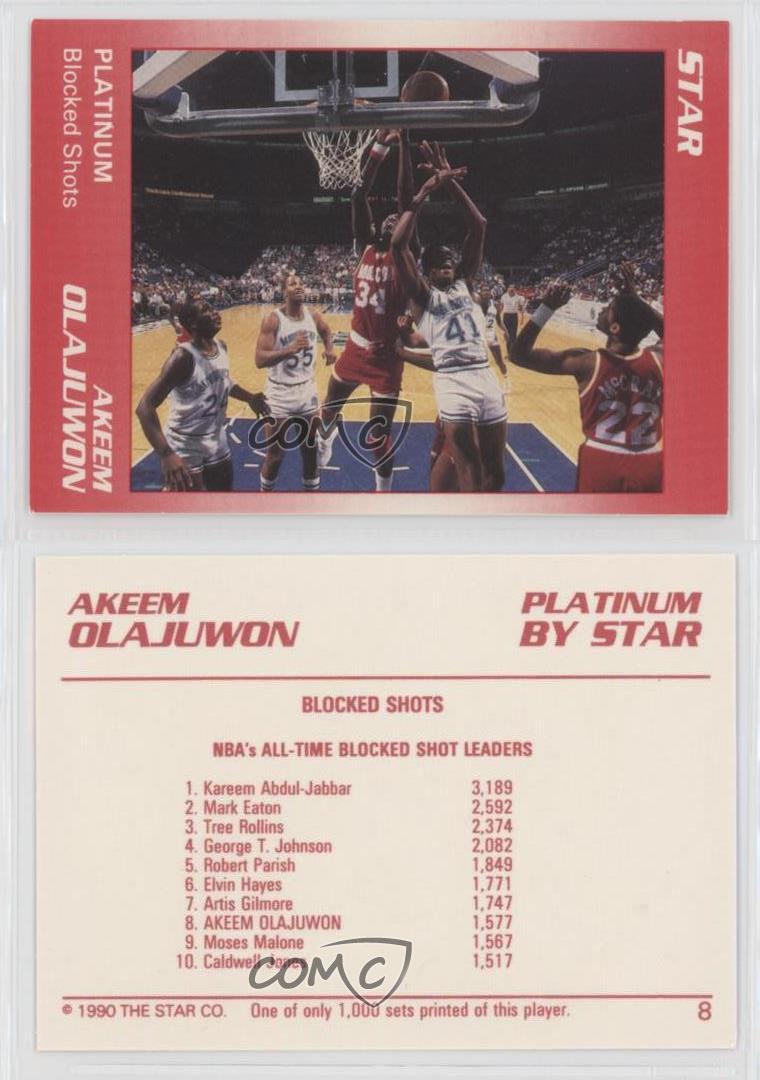 STAR
PLATINUM
Blocked Shots
AKEEM
OLAJUWON
34
41
55
24
McCRAY
22
COMC
AKEEM
OLAJUWON
PLATINUM
BY STAR
BLOCKED SHOTS
NBA's ALL-TIME BLOCKED SHOT LEADERS
1. Kareem Abdul-Jabbar 3,189
2. Mark Eaton 2,592
3. Tree Rollins 2,374
4. George T. Johnson 2,082
5. Robert Parish 1,849
6. Elvin Hayes 1,771
7. Artis Gilmore 1,747
8. AKEEM OLAJUWON 1,577
9. Moses Malone 1,567
10. Caldwell Jones 1,517
COMC
© 1990 THE STAR CO. One of only 1,000 sets printed of this player. 8